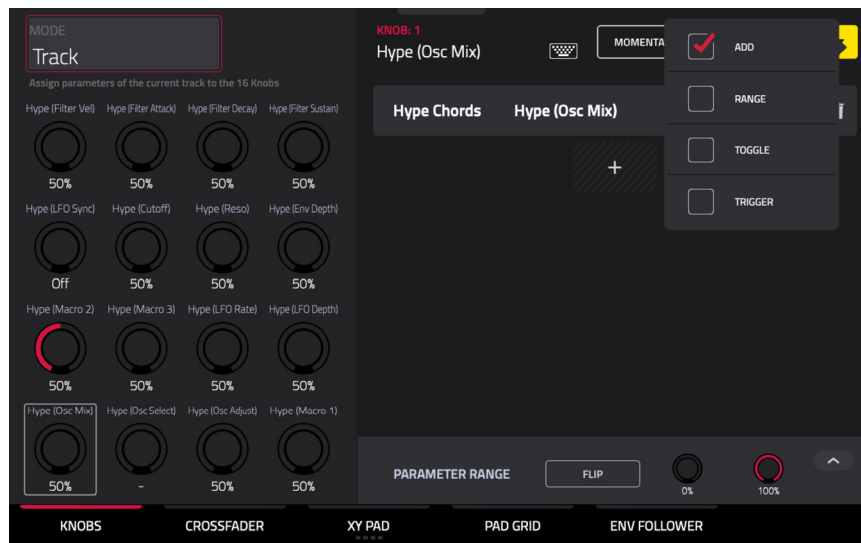 MODE
Track
Assign parameters of the current track to the 16 Knobs
Hype (Filter Vel) Hype (Filter Attack) Hype (Filter Decay) Hype (Filter Sustain)
50% 50% 50% 50%
Hype (LFO Sync) Hype (Cutoff) Hype (Reso) Hype (Env Depth)
Off 50% 50% 50%
Hype (Macro 2) Hype (Macro 3) Hype (LFO Rate) Hype (LFO Depth)
50% 50% 50% 50%
Hype (Osc Mix) Hype (Osc Select) Hype (Osc Adjust) Hype (Macro 1)
50% - 50% 50%
KNOB: 1
Hype (Osc Mix) MOMENTA
Hype Chords Hype (Osc Mix)
+
ADD
RANGE
TOGGLE
TRIGGER
PARAMETER RANGE FLIP 0% 100%
KNOBS CROSSFADER XY PAD PAD GRID ENV FOLLOWER